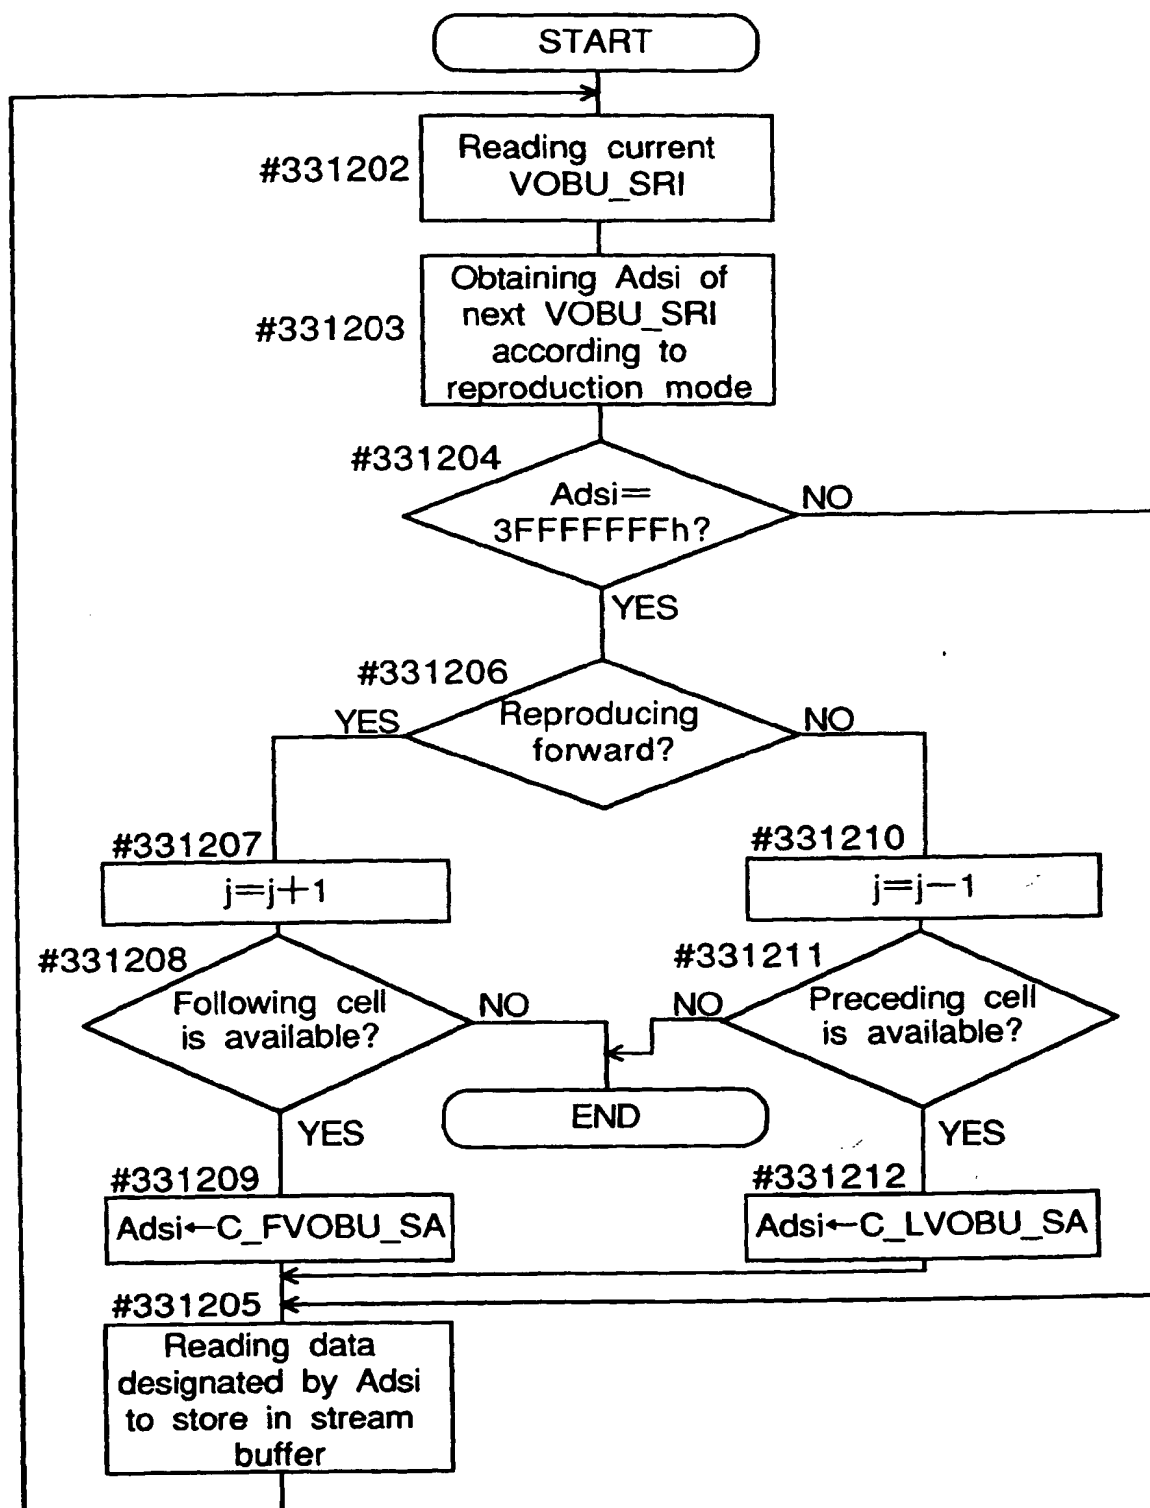 START
#331202
Reading current
VOBU_SRI
#331203
Obtaining Adsi of
next VOBU_SRI
according to
reproduction mode
#331204
Adsi=
3FFFFFFFh?
NO
YES
#331206
Reproducing
forward?
YES
NO
#331207
j=j+1
#331210
j=j-1
#331208
Following cell
is available?
NO
#331211
Preceding cell
is available?
NO
END
YES
YES
#331209
Adsi←C_FVOBU_SA
#331212
Adsi←C_LVOBU_SA
#331205
Reading data
designated by Adsi
to store in stream
buffer